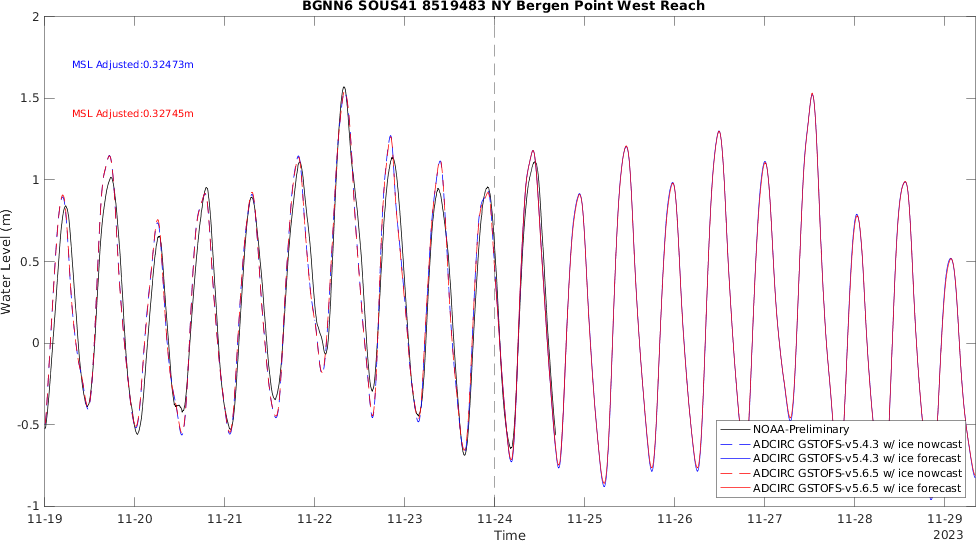 BGNN6 SOUS41 8519483 NY Bergen Point West Reach
2
MSL Adjusted:0.32473m
1.5
MSL Adjusted:0.32745m
1
0.5
Water Level (m)
0
-0.5
-1
NOAA-Preliminary
ADCIRC GSTOFS-v5.4.3 w/ ice nowcast
ADCIRC GSTOFS-v5.4.3 w/ ice forecast
ADCIRC GSTOFS-v5.6.5 w/ ice nowcast
ADCIRC GSTOFS-v5.6.5 w/ ice forecast
11-19 11-20 11-21 11-22 11-23 11-24 11-25 11-26 11-27 11-28 11-29
Time
2023